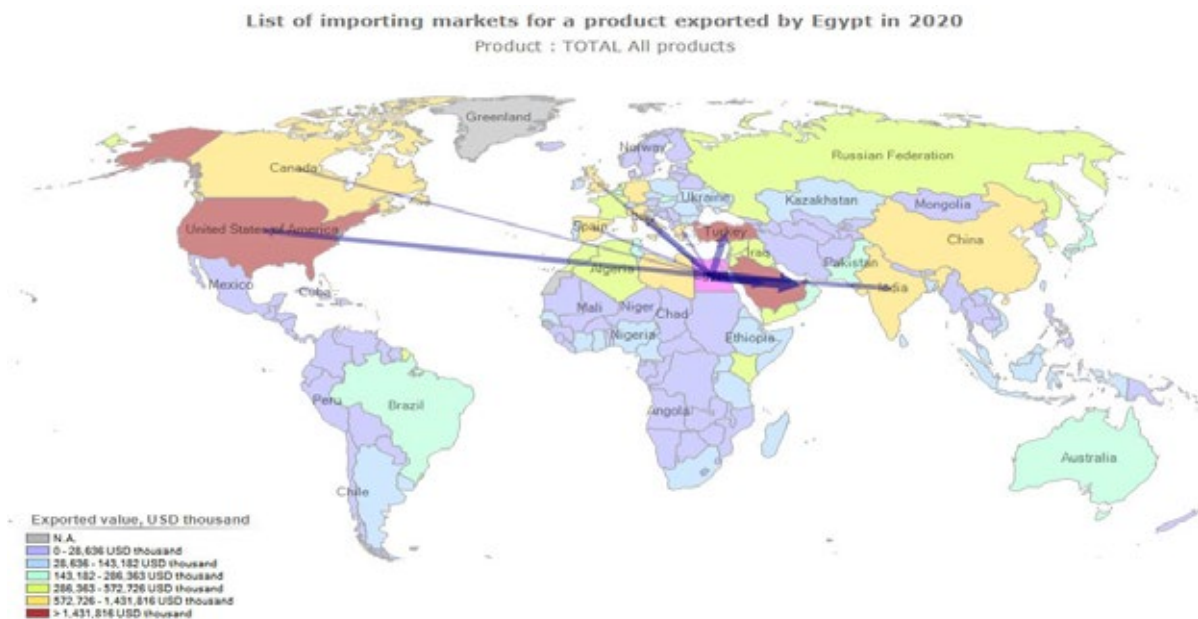 List of importing markets for a product exported by Egypt in 2020
Product : TOTAL All products
Greenland
Norway
Russian Federation
Canada
Ukraine
Kazakhstan
Mongolia
Spain
Italy
Turkey
United States of America
China
Algeria
Iraq
Pakistan
Mexico
Cuba
India
Mali
Niger
Chad
Nigeria
Ethiopia
Peru
Brazil
Angola
Australia
Chile
Exported value, USD thousand
N.A.
0 - 28,636 USD thousand
28,636 - 143,182 USD thousand
143,182 - 286,363 USD thousand
286,363 - 572,726 USD thousand
572,726 - 1,431,816 USD thousand
> 1,431,816 USD thousand